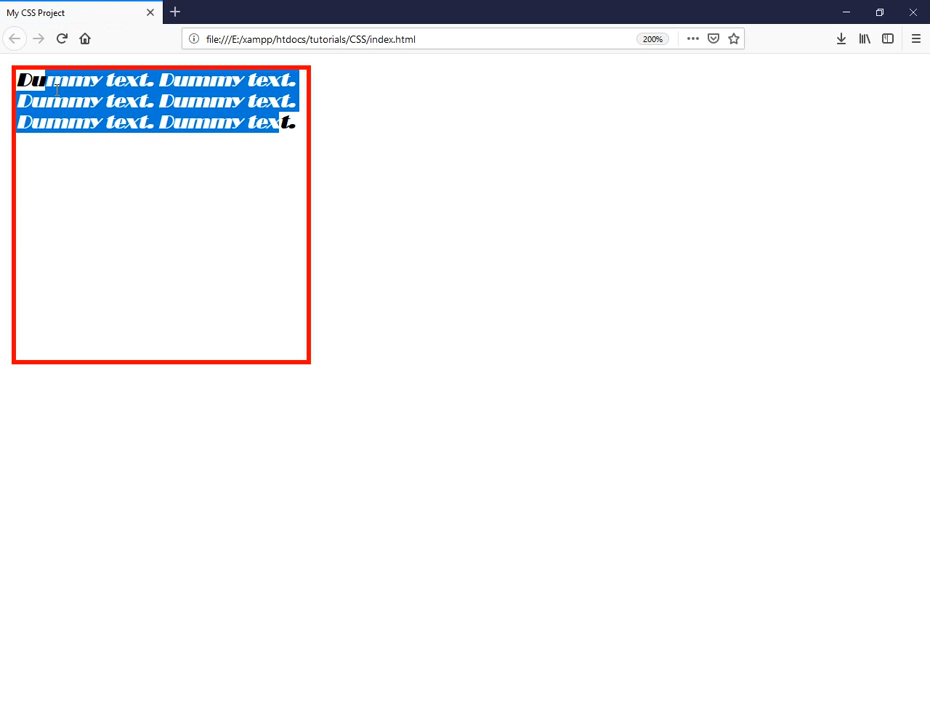 My CSS Project
file:///E:/xampp/htdocs/tutorials/CSS/index.html
200%
Dummy text. Dummy text.
Dummy text. Dummy text.
Dummy text. Dummy text.